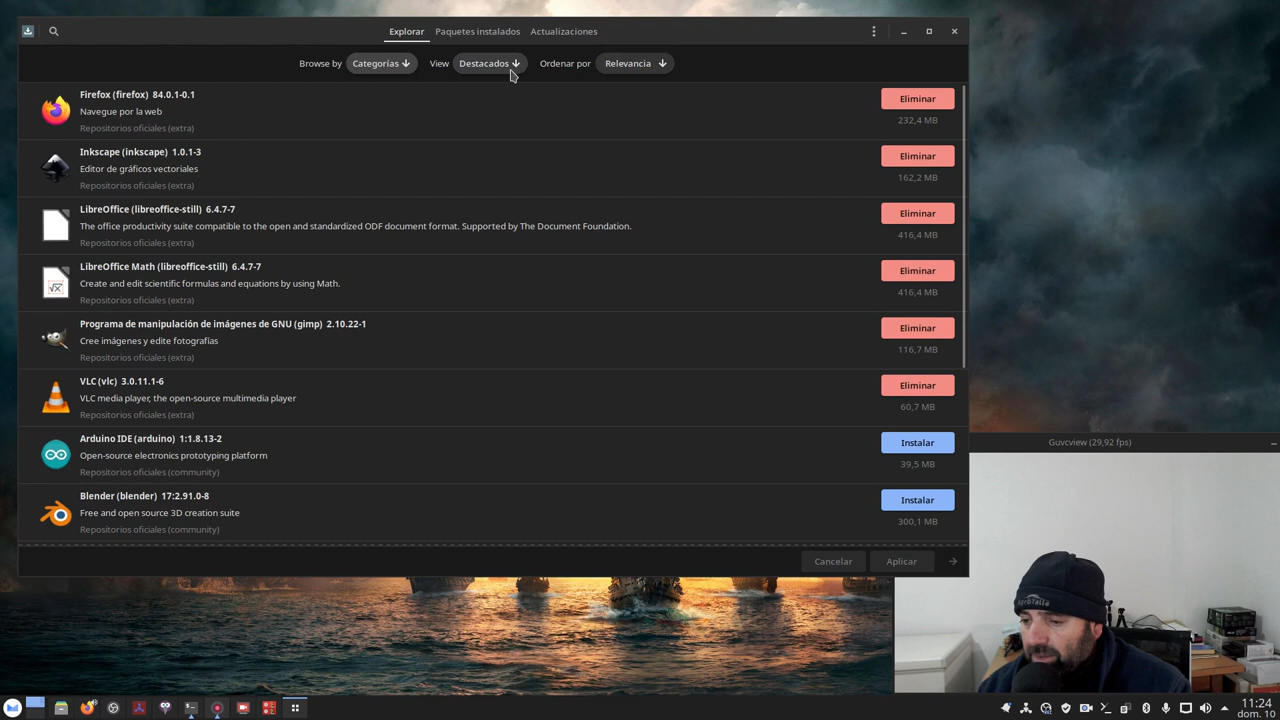 Explorar Paquetes instalados Actualizaciones
Browse by Categorías View Destacados Ordenar por Relevancia
Firefox (firefox) 84.0.1-0.1
Navegue por la web
Repositorios oficiales (extra)
Eliminar
232,4 MB
Inkscape (inkscape) 1.0.1-3
Editor de gráficos vectoriales
Repositorios oficiales (extra)
Eliminar
162,2 MB
LibreOffice (libreoffice-still) 6.4.7-7
The office productivity suite compatible to the open and standardized ODF document format. Supported by The Document Foundation.
Repositorios oficiales (extra)
Eliminar
416,4 MB
LibreOffice Math (libreoffice-still) 6.4.7-7
Create and edit scientific formulas and equations by using Math.
Repositorios oficiales (extra)
Eliminar
416,4 MB
Programa de manipulación de imágenes de GNU (gimp) 2.10.22-1
Cree imágenes y edite fotografías
Repositorios oficiales (extra)
Eliminar
116,7 MB
VLC (vlc) 3.0.11.1-6
VLC media player, the open-source multimedia player
Repositorios oficiales (extra)
Eliminar
60,7 MB
Arduino IDE (arduino) 1:1.8.13-2
Open-source electronics prototyping platform
Repositorios oficiales (community)
Instalar
39,5 MB
Blender (blender) 17:2.91.0-8
Free and open source 3D creation suite
Repositorios oficiales (community)
Instalar
300,1 MB
Cancelar Aplicar
Guvcview (29,92 fps)
11:24
dom. 10